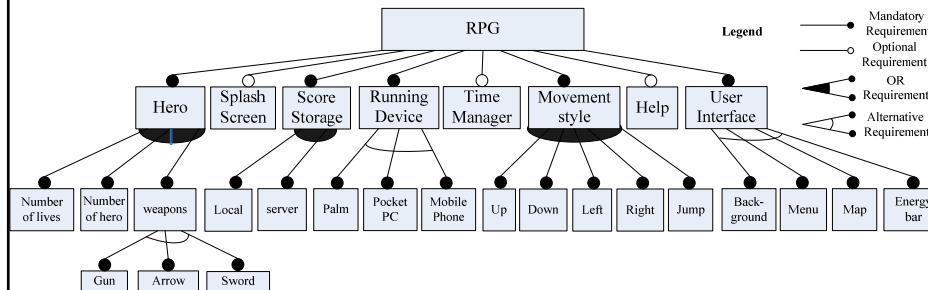 RPG
Legend
Mandatory
Requirement
Optional
Requirement
OR
Requirement
Alternative
Requirement
Hero
Splash
Screen
Score
Storage
Running
Device
Time
Manager
Movement
style
Help
User
Interface
Number
of lives
Number
of hero
weapons
Local
server
Palm
Pocket
PC
Mobile
Phone
Up
Down
Left
Right
Jump
Back-
ground
Menu
Map
Energy
bar
Gun
Arrow
Sword